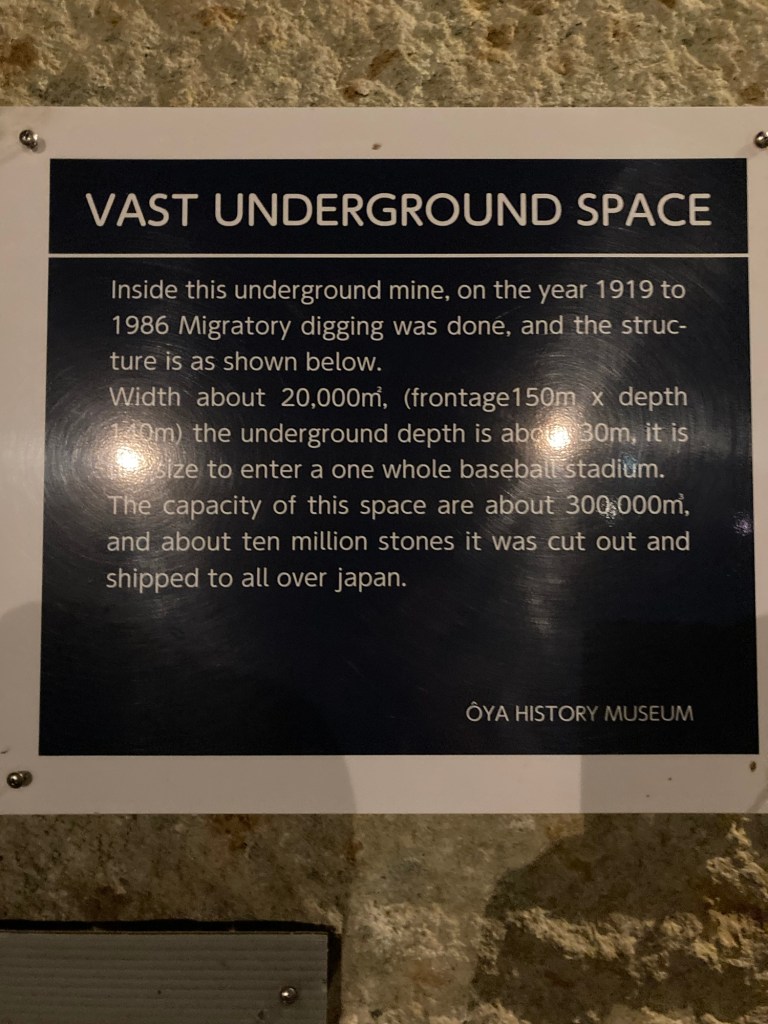 VAST UNDERGROUND SPACE
Inside this underground mine, on the year 1919 to
1986 Migratory digging was done, and the struc-
ture is as shown below.
Width about 20,000㎡, (frontage150m x depth
140m) the underground depth is about 30m, it is
size to enter a one whole baseball stadium.
The capacity of this space are about 300,000㎥,
and about ten million stones it was cut out and
shipped to all over japan.
ÔYA HISTORY MUSEUM